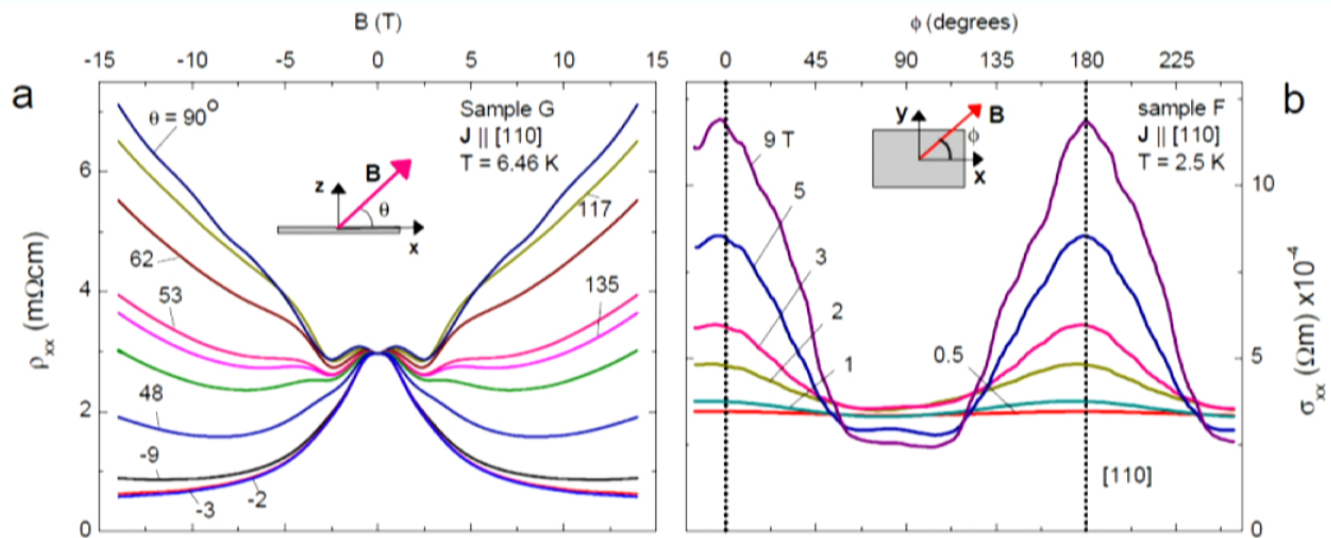 B (T)
-15 -10 -5 0 5 10 15
a
θ = 90°
Sample G
J || [110]
T = 6.46 K
B
z
θ
x
117
62
53
135
48
-9
-3
-2
0
2
4
6
ρxx (mΩcm)
ϕ (degrees)
0 45 90 135 180 225
b
sample F
J || [110]
T = 2.5 K
y
B
ϕ
x
9 T
5
3
2
1
0.5
[110]
10
5
0
σxx (Ωm) x10⁻⁴